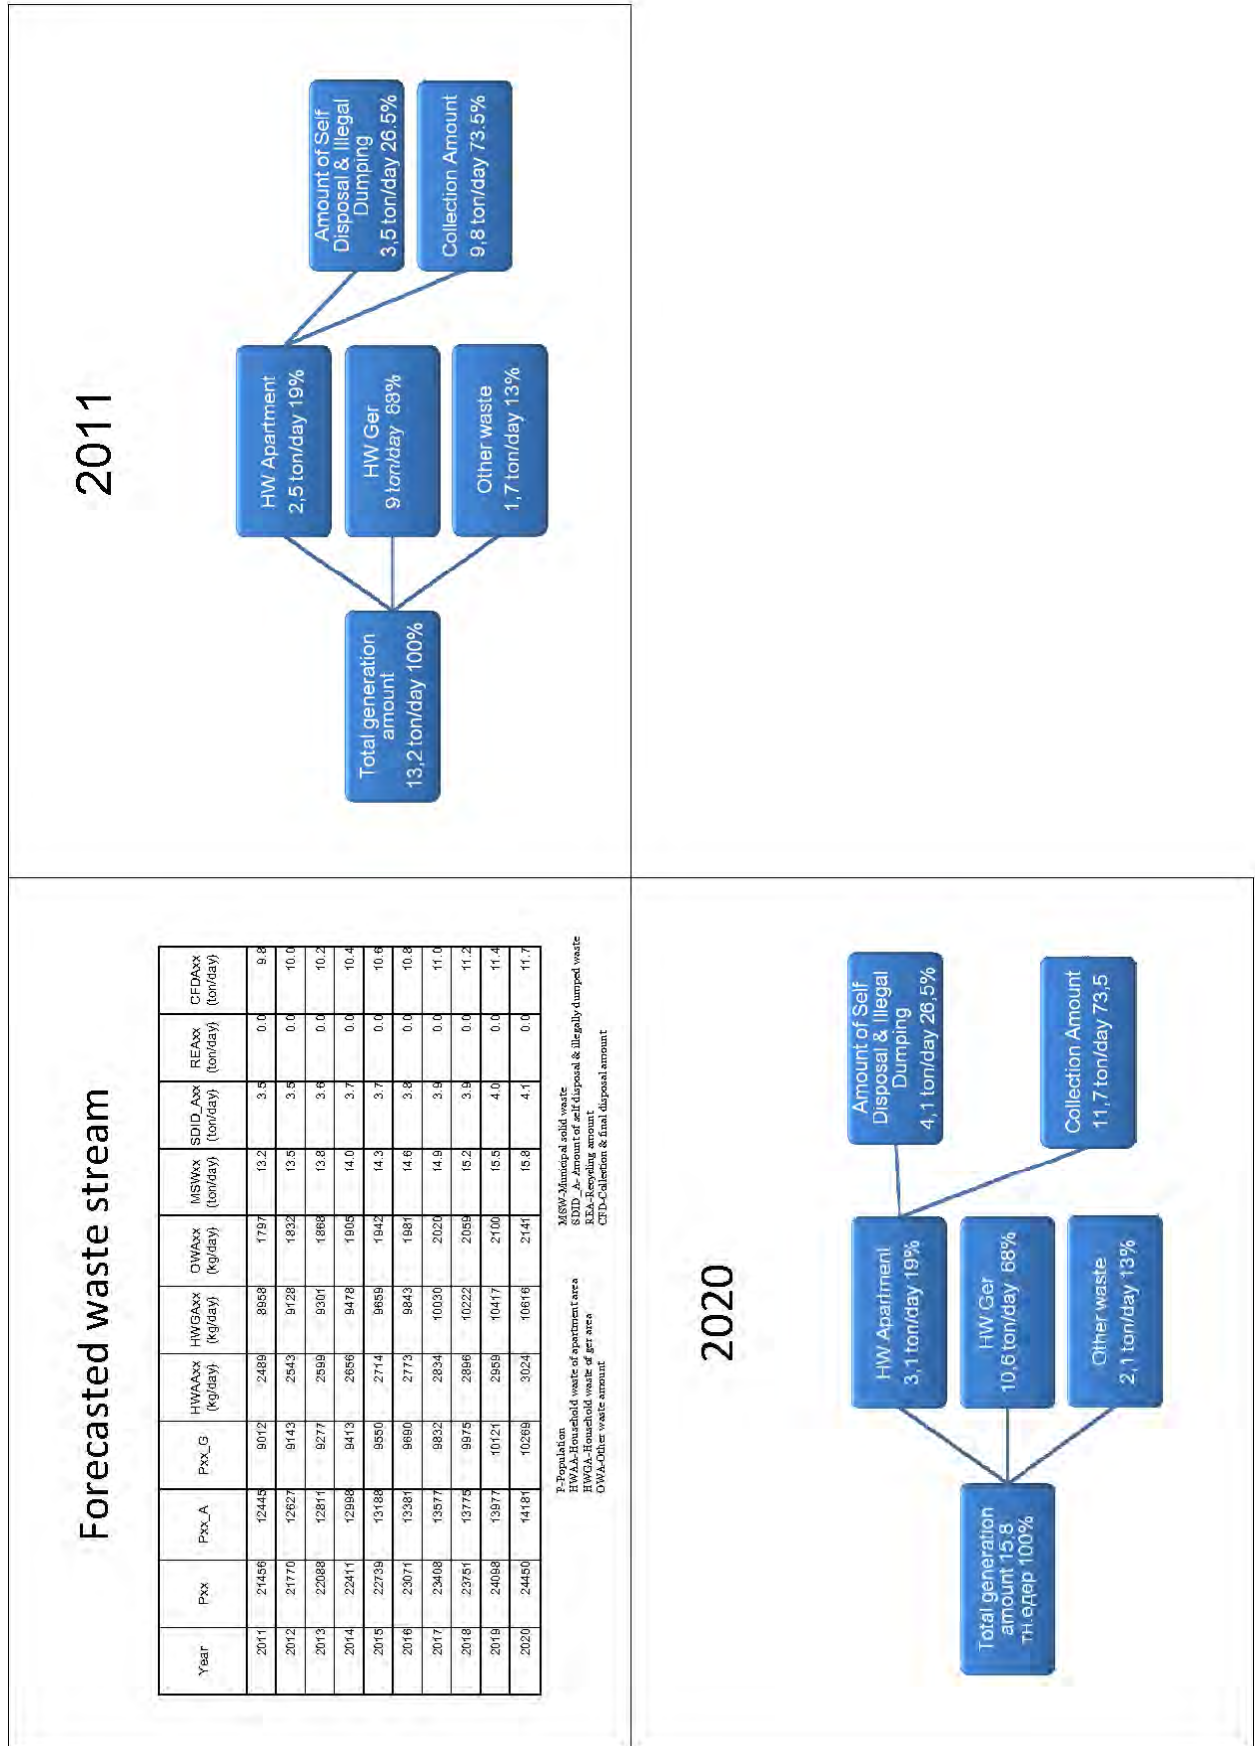 Forecasted waste stream
Year Pxx Pxx_A Pxx_G HWAAxx (kg/day) HWGAxx (kg/day) OWAxx (kg/day) MSWxx (ton/day) SDID_Axx (ton/day) REAxx (ton/day) CFDAxx (ton/day)
2011 21456 12445 9012 2489 8958 1797 13.2 3.5 0.0 9.8
2012 21770 12627 9143 2543 9128 1832 13.5 3.5 0.0 10.0
2013 22088 12811 9277 2599 9301 1868 13.8 3.6 0.0 10.2
2014 22411 12998 9413 2656 9478 1905 14.0 3.7 0.0 10.4
2015 22739 13188 9550 2714 9659 1942 14.3 3.7 0.0 10.6
2016 23071 13381 9690 2773 9843 1981 14.6 3.8 0.0 10.8
2017 23408 13577 9832 2834 10030 2020 14.9 3.9 0.0 11.0
2018 23751 13775 9975 2896 10222 2059 15.2 3.9 0.0 11.2
2019 24098 13977 10121 2959 10417 2100 15.5 4.0 0.0 11.4
2020 24450 14181 10269 3024 10616 2141 15.8 4.1 0.0 11.7
P-Population
HWAA-Household waste of apartment area
HWGA-Household waste of ger area
OWA-Other waste amount
MSW-Municipal solid waste
SDID_A- Amount of self disposal & illegally dumped waste
REA-Recycling amount
CFD-Collection & final disposal amount
2011
Total generation
amount
13,2 ton/day 100%
HW Apartment
2,5 ton/day 19%
HW Ger
9 ton/day 68%
Other waste
1,7 ton/day 13%
Amount of Self
Disposal & Illegal
Dumping
3,5 ton/day 26.5%
Collection Amount
9,8 ton/day 73.5%
2020
Total generation
amount 15.8
тн.өдөр 100%
HW Apartment
3,1 ton/day 19%
HW Ger
10,6 ton/day 68%
Other waste
2,1 ton/day 13%
Amount of Self
Disposal & Illegal
Dumping
4,1 ton/day 26,5%
Collection Amount
11,7 ton/day 73,5